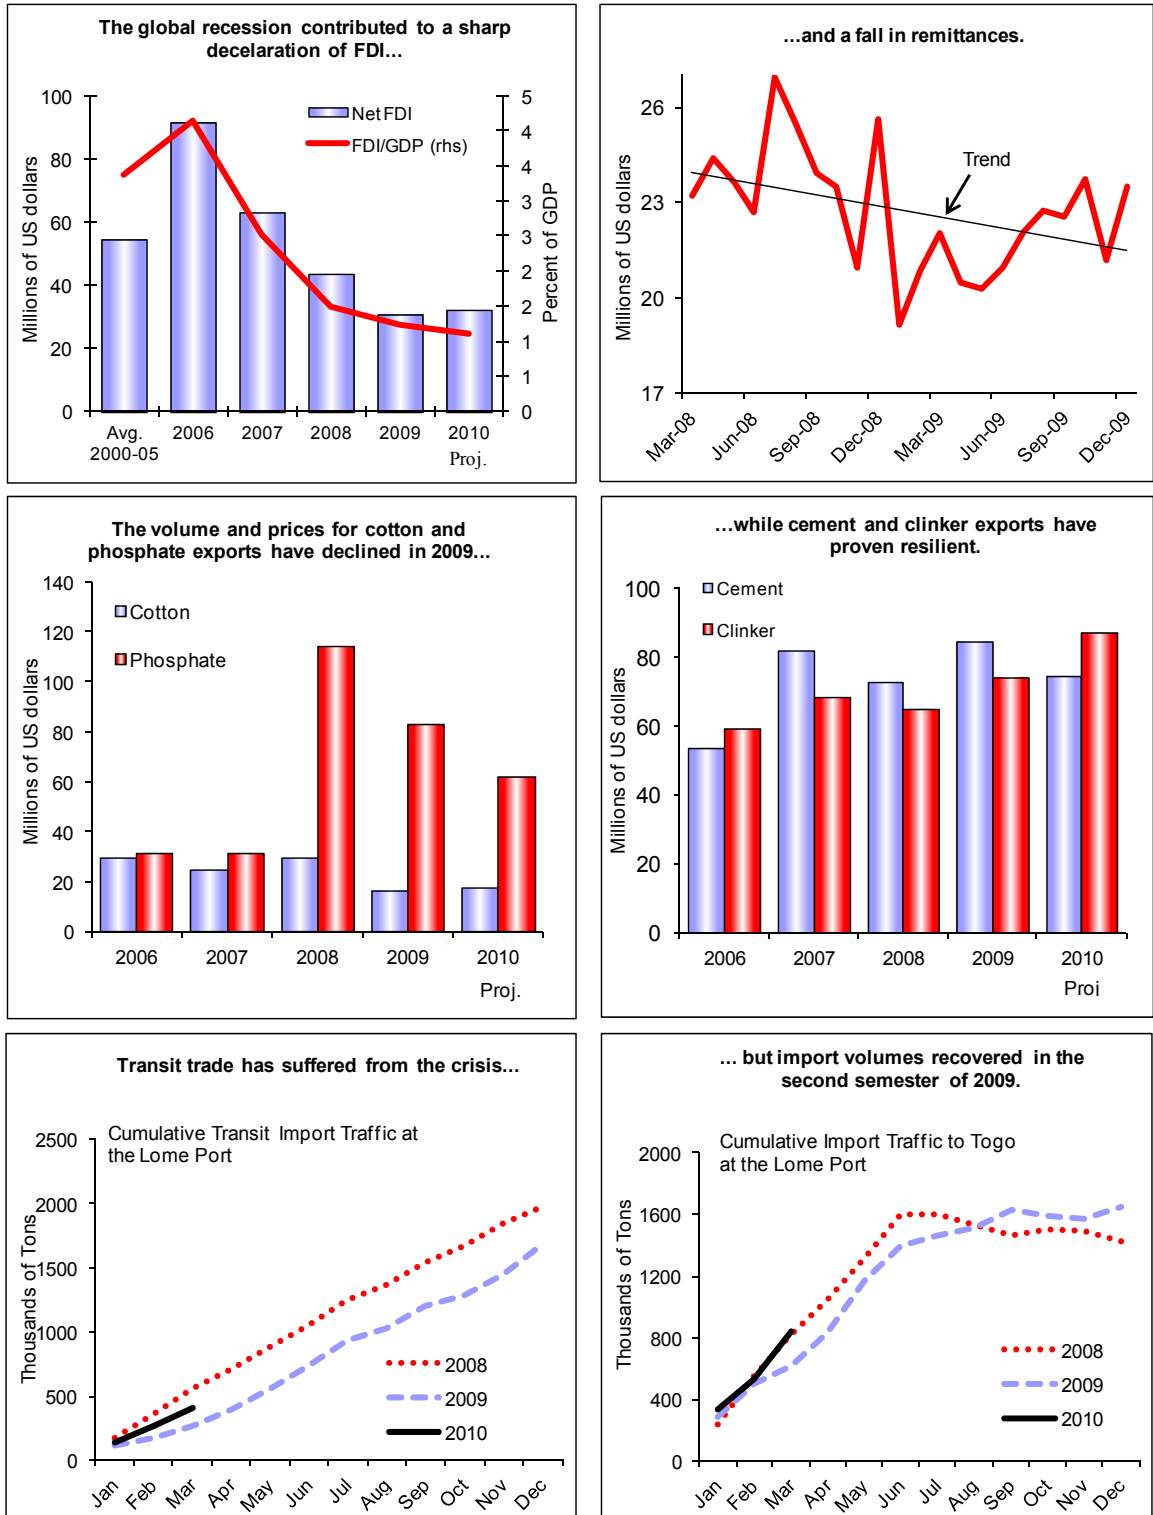 The global recession contributed to a sharp
decelaration of FDI…
Millions of US dollars
100
80
60
40
20
0
Net FDI
FDI/GDP (rhs)
5
4
4
3
3
2
2
1
1
0
Percent of GDP
Avg.
2000-05
2006
2007
2008
2009
2010
Proj.
…and a fall in remittances.
Millions of US dollars
26
23
20
17
Trend
Mar-08
Jun-08
Sep-08
Dec-08
Mar-09
Jun-09
Sep-09
Dec-09
The volume and prices for cotton and
phosphate exports have declined in 2009…
Millions of US dollars
140
120
100
80
60
40
20
0
Cotton
Phosphate
2006
2007
2008
2009
2010
Proj.
…while cement and clinker exports have
proven resilient.
Millions of US dollars
100
80
60
40
20
0
Cement
Clinker
2006
2007
2008
2009
2010
Proj
Transit trade has suffered from the crisis…
Cumulative Transit Import Traffic at
the Lome Port
Thousands of Tons
2500
2000
1500
1000
500
0
2008
2009
2010
Jan
Feb
Mar
Apr
May
Jun
Jul
Aug
Sep
Oct
Nov
Dec
… but import volumes recovered in the
second semester of 2009.
Cumulative Import Traffic to Togo
at the Lome Port
Thousands of Tons
2000
1600
1200
800
400
0
2008
2009
2010
Jan
Feb
Mar
Apr
May
Jun
Jul
Aug
Sep
Oct
Nov
Dec